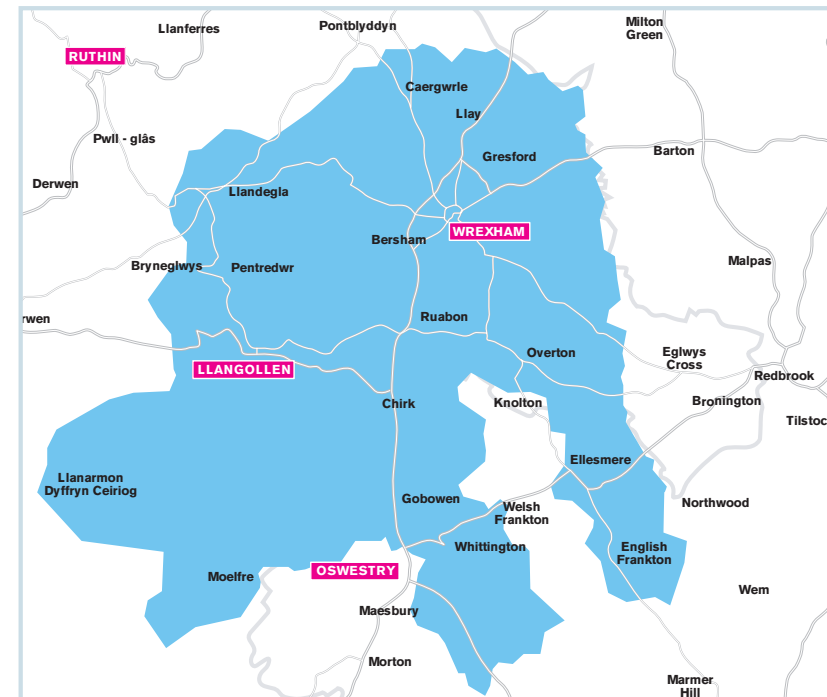 Llanferres
Pontblyddyn
Milton
Green
RUTHIN
Caergwrle
Llay
Pwll - glâs
Gresford
Barton
Derwen
Llandegla
WREXHAM
Bersham
Bryneglwys
Pentredwr
Malpas
rwen
Ruabon
Overton
Eglwys
Cross
LLANGOLLEN
Redbrook
Chirk
Knolton
Bronington
Tilstoc
Ellesmere
Llanarmon
Dyffryn Ceiriog
Gobowen
Welsh
Frankton
Northwood
Whittington
English
Frankton
OSWESTRY
Moelfre
Wem
Maesbury
Morton
Marmer
Hill